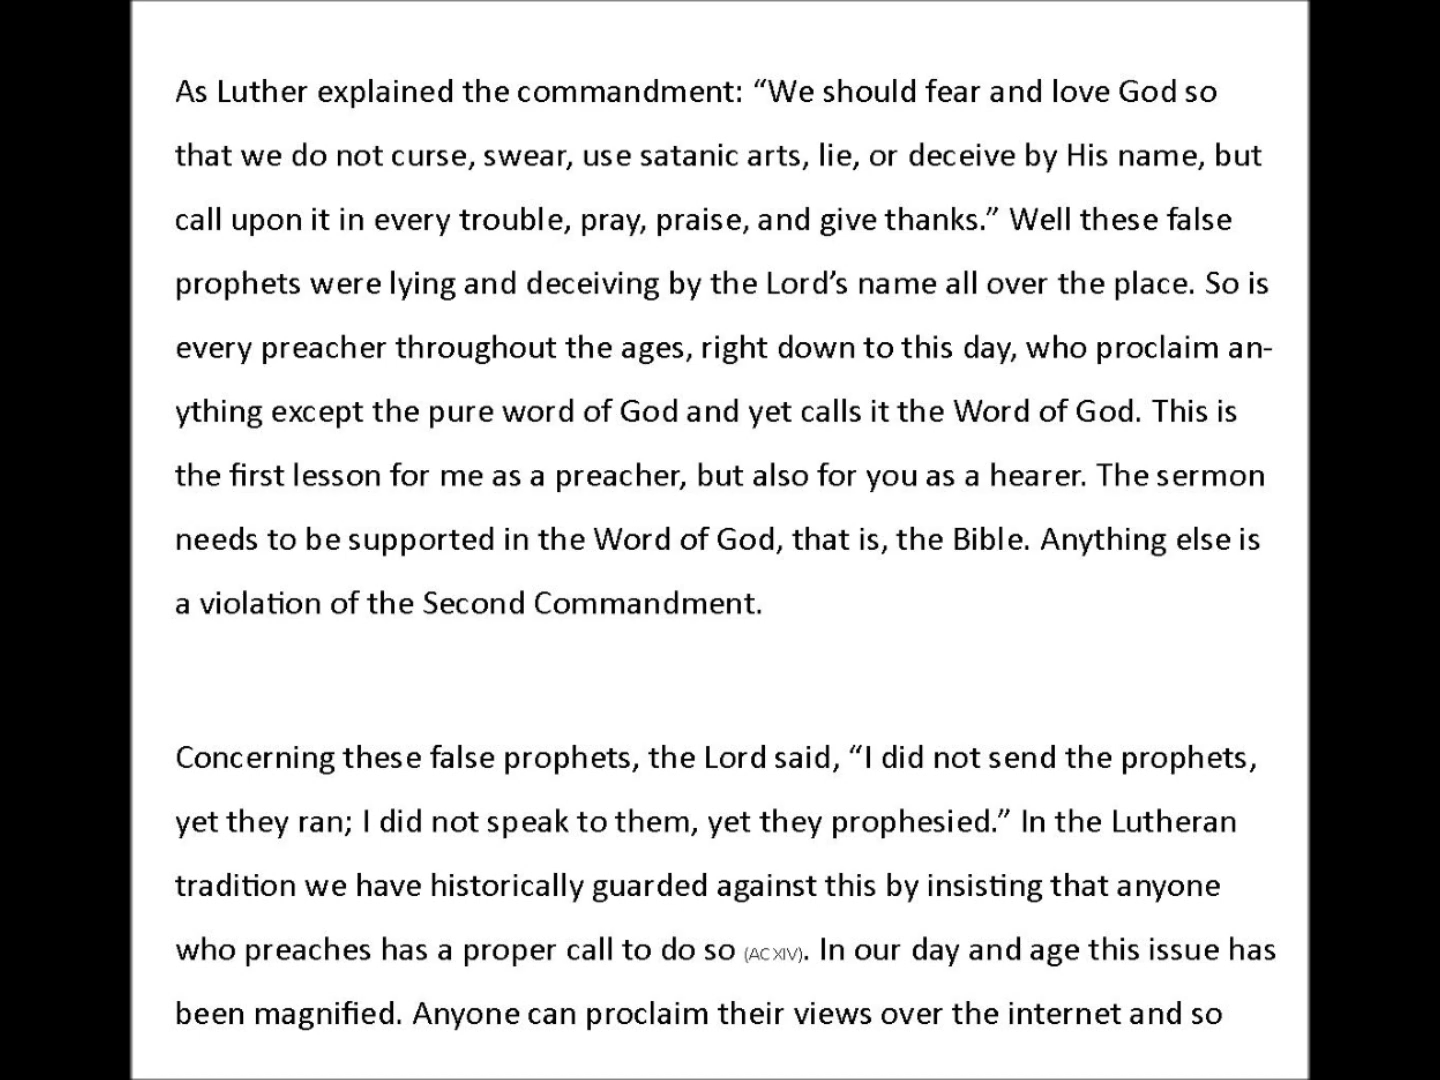 As Luther explained the commandment: “We should fear and love God so
that we do not curse, swear, use satanic arts, lie, or deceive by His name, but
call upon it in every trouble, pray, praise, and give thanks.” Well these false
prophets were lying and deceiving by the Lord’s name all over the place. So is
every preacher throughout the ages, right down to this day, who proclaim an-
ything except the pure word of God and yet calls it the Word of God. This is
the first lesson for me as a preacher, but also for you as a hearer. The sermon
needs to be supported in the Word of God, that is, the Bible. Anything else is
a violation of the Second Commandment.
Concerning these false prophets, the Lord said, “I did not send the prophets,
yet they ran; I did not speak to them, yet they prophesied.” In the Lutheran
tradition we have historically guarded against this by insisting that anyone
who preaches has a proper call to do so (AC XIV). In our day and age this issue has
been magnified. Anyone can proclaim their views over the internet and so